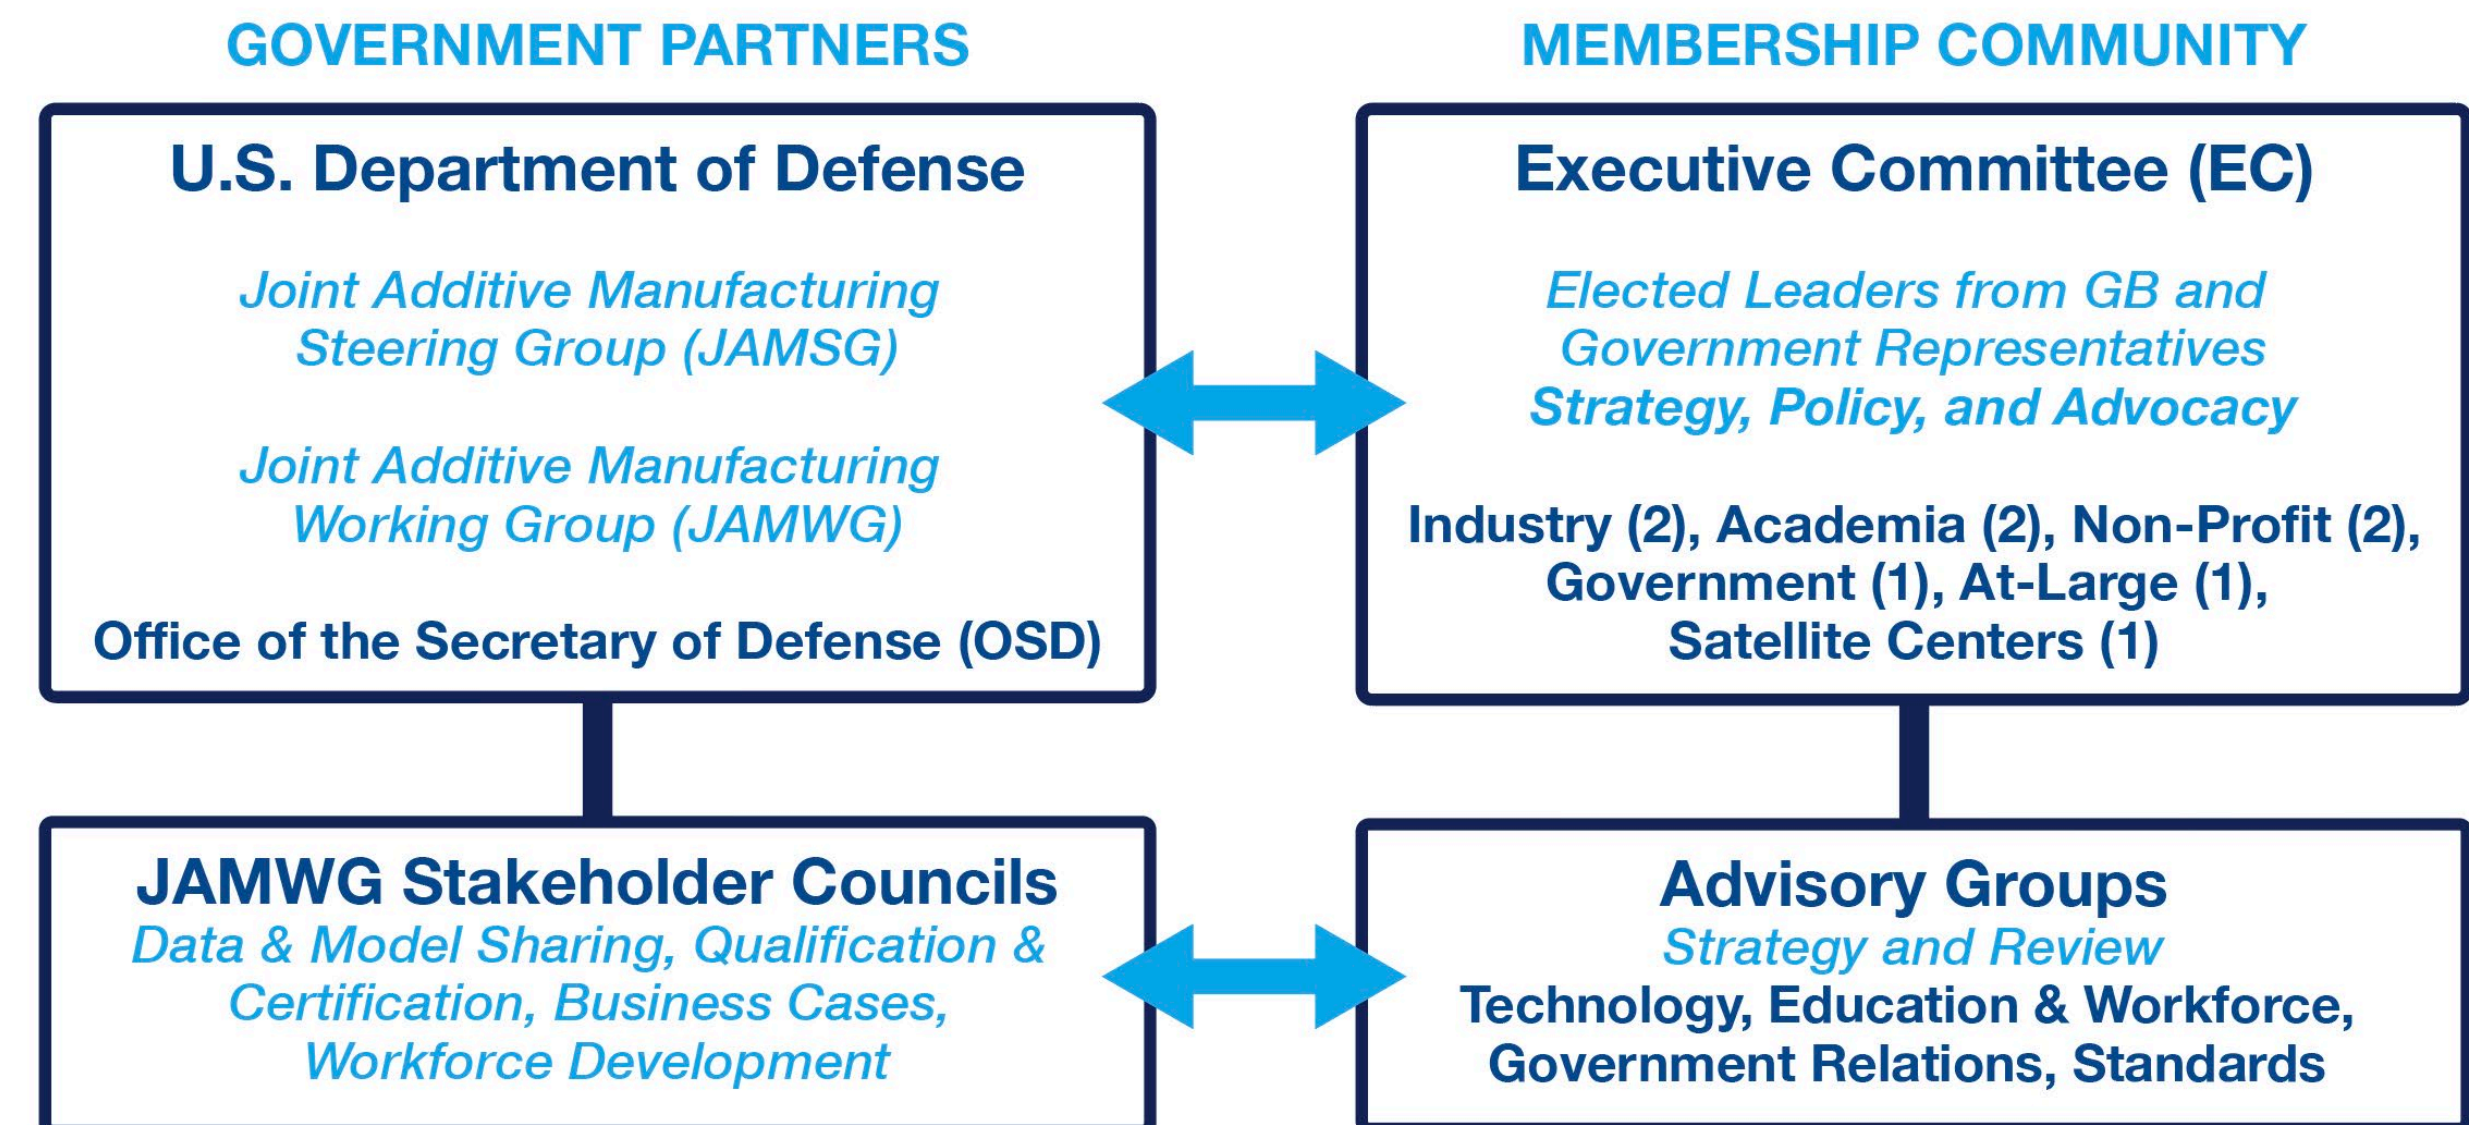 GOVERNMENT PARTNERS
U.S. Department of Defense
Joint Additive Manufacturing
Steering Group (JAMSG)
Joint Additive Manufacturing
Working Group (JAMWG)
Office of the Secretary of Defense (OSD)
JAMWG Stakeholder Councils
Data & Model Sharing, Qualification &
Certification, Business Cases,
Workforce Development
MEMBERSHIP COMMUNITY
Executive Committee (EC)
Elected Leaders from GB and
Government Representatives
Strategy, Policy, and Advocacy
Industry (2), Academia (2), Non-Profit (2),
Government (1), At-Large (1),
Satellite Centers (1)
Advisory Groups
Strategy and Review
Technology, Education & Workforce,
Government Relations, Standards